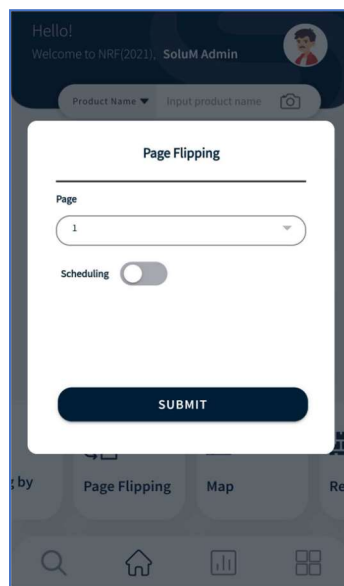 Hello!
Welcome to NRF(2021), SoluM Admin
Product Name ▼ Input product name
Page Flipping
Page
1
Scheduling
SUBMIT
g by
Page Flipping
Map
Re